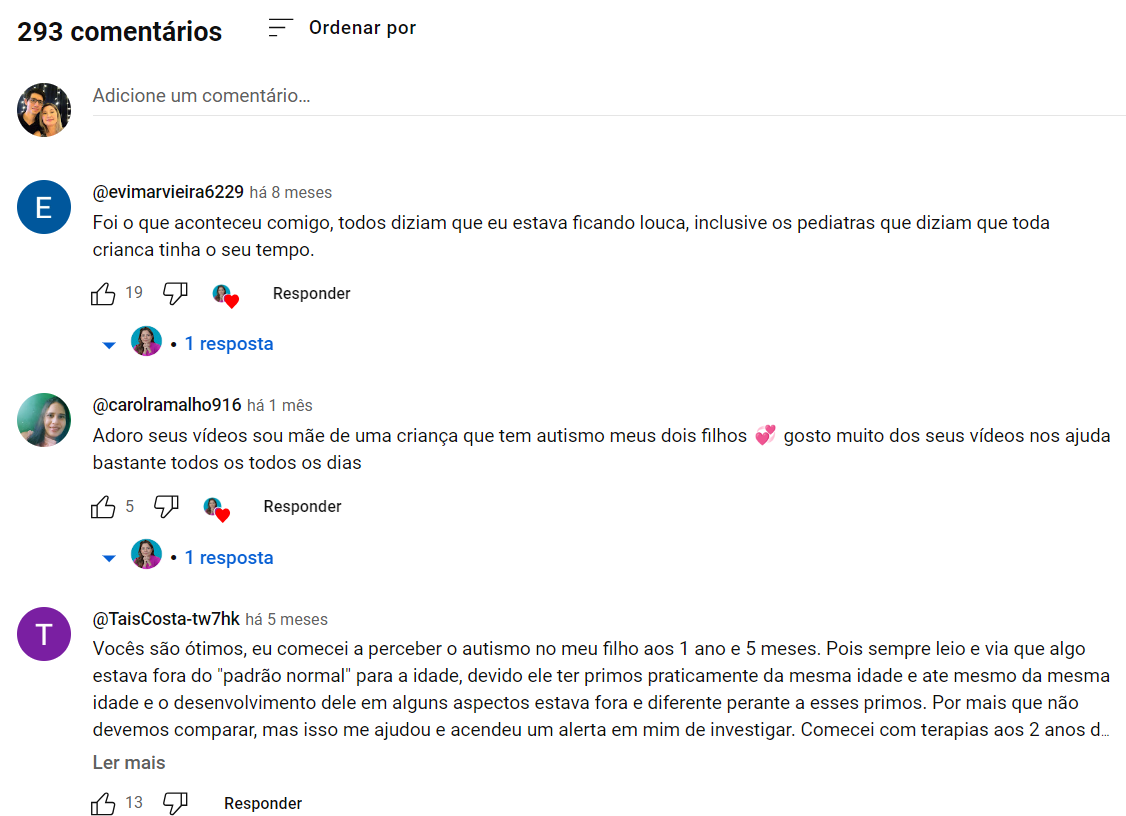 293 comentários
Ordenar por
Adicione um comentário...
E
@evimarvieira6229 há 8 meses
Foi o que aconteceu comigo, todos diziam que eu estava ficando louca, inclusive os pediatras que diziam que toda
crianca tinha o seu tempo.
19 Responder
• 1 resposta
@carolramalho916 há 1 mês
Adoro seus vídeos sou mãe de uma criança que tem autismo meus dois filhos 💞 gosto muito dos seus vídeos nos ajuda
bastante todos os todos os dias
5 Responder
• 1 resposta
T
@TaisCosta-tw7hk há 5 meses
Vocês são ótimos, eu comecei a perceber o autismo no meu filho aos 1 ano e 5 meses. Pois sempre leio e via que algo
estava fora do "padrão normal" para a idade, devido ele ter primos praticamente da mesma idade e ate mesmo da mesma
idade e o desenvolvimento dele em alguns aspectos estava fora e diferente perante a esses primos. Por mais que não
devemos comparar, mas isso me ajudou e acendeu um alerta em mim de investigar. Comecei com terapias aos 2 anos d...
Ler mais
13 Responder